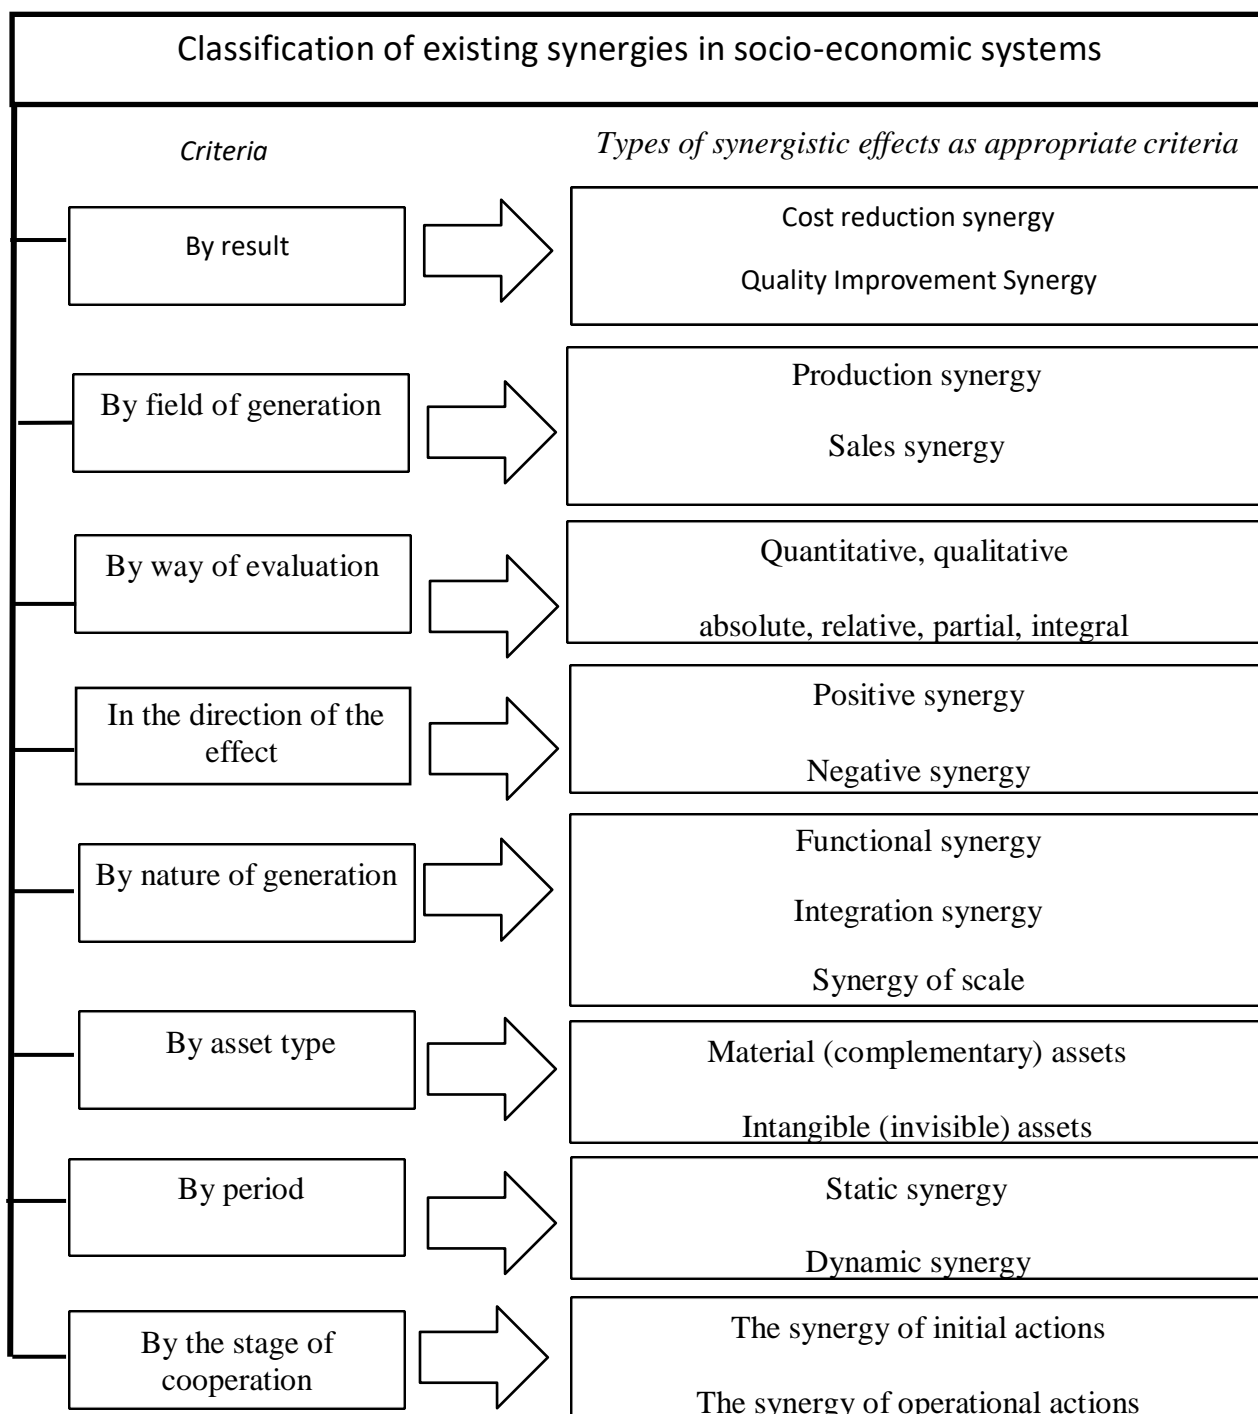 Classification of existing synergies in socio-economic systems
Criteria
Types of synergistic effects as appropriate criteria
By result
Cost reduction synergy
Quality Improvement Synergy
By field of generation
Production synergy
Sales synergy
By way of evaluation
Quantitative, qualitative
absolute, relative, partial, integral
In the direction of the
effect
Positive synergy
Negative synergy
By nature of generation
Functional synergy
Integration synergy
Synergy of scale
By asset type
Material (complementary) assets
Intangible (invisible) assets
By period
Static synergy
Dynamic synergy
By the stage of
cooperation
The synergy of initial actions
The synergy of operational actions